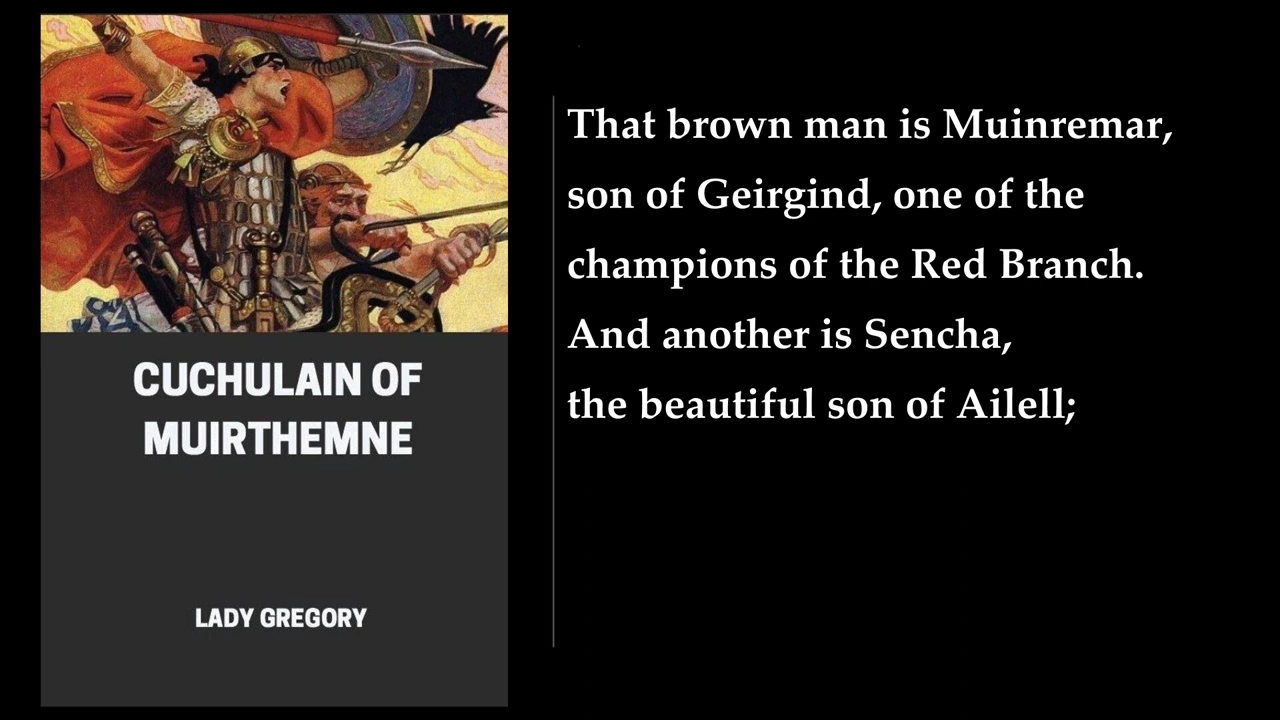 CUCHULAIN OF
MUIRTHEMNE
LADY GREGORY
That brown man is Muinremar,
son of Geirgind, one of the
champions of the Red Branch.
And another is Sencha,
the beautiful son of Ailell;